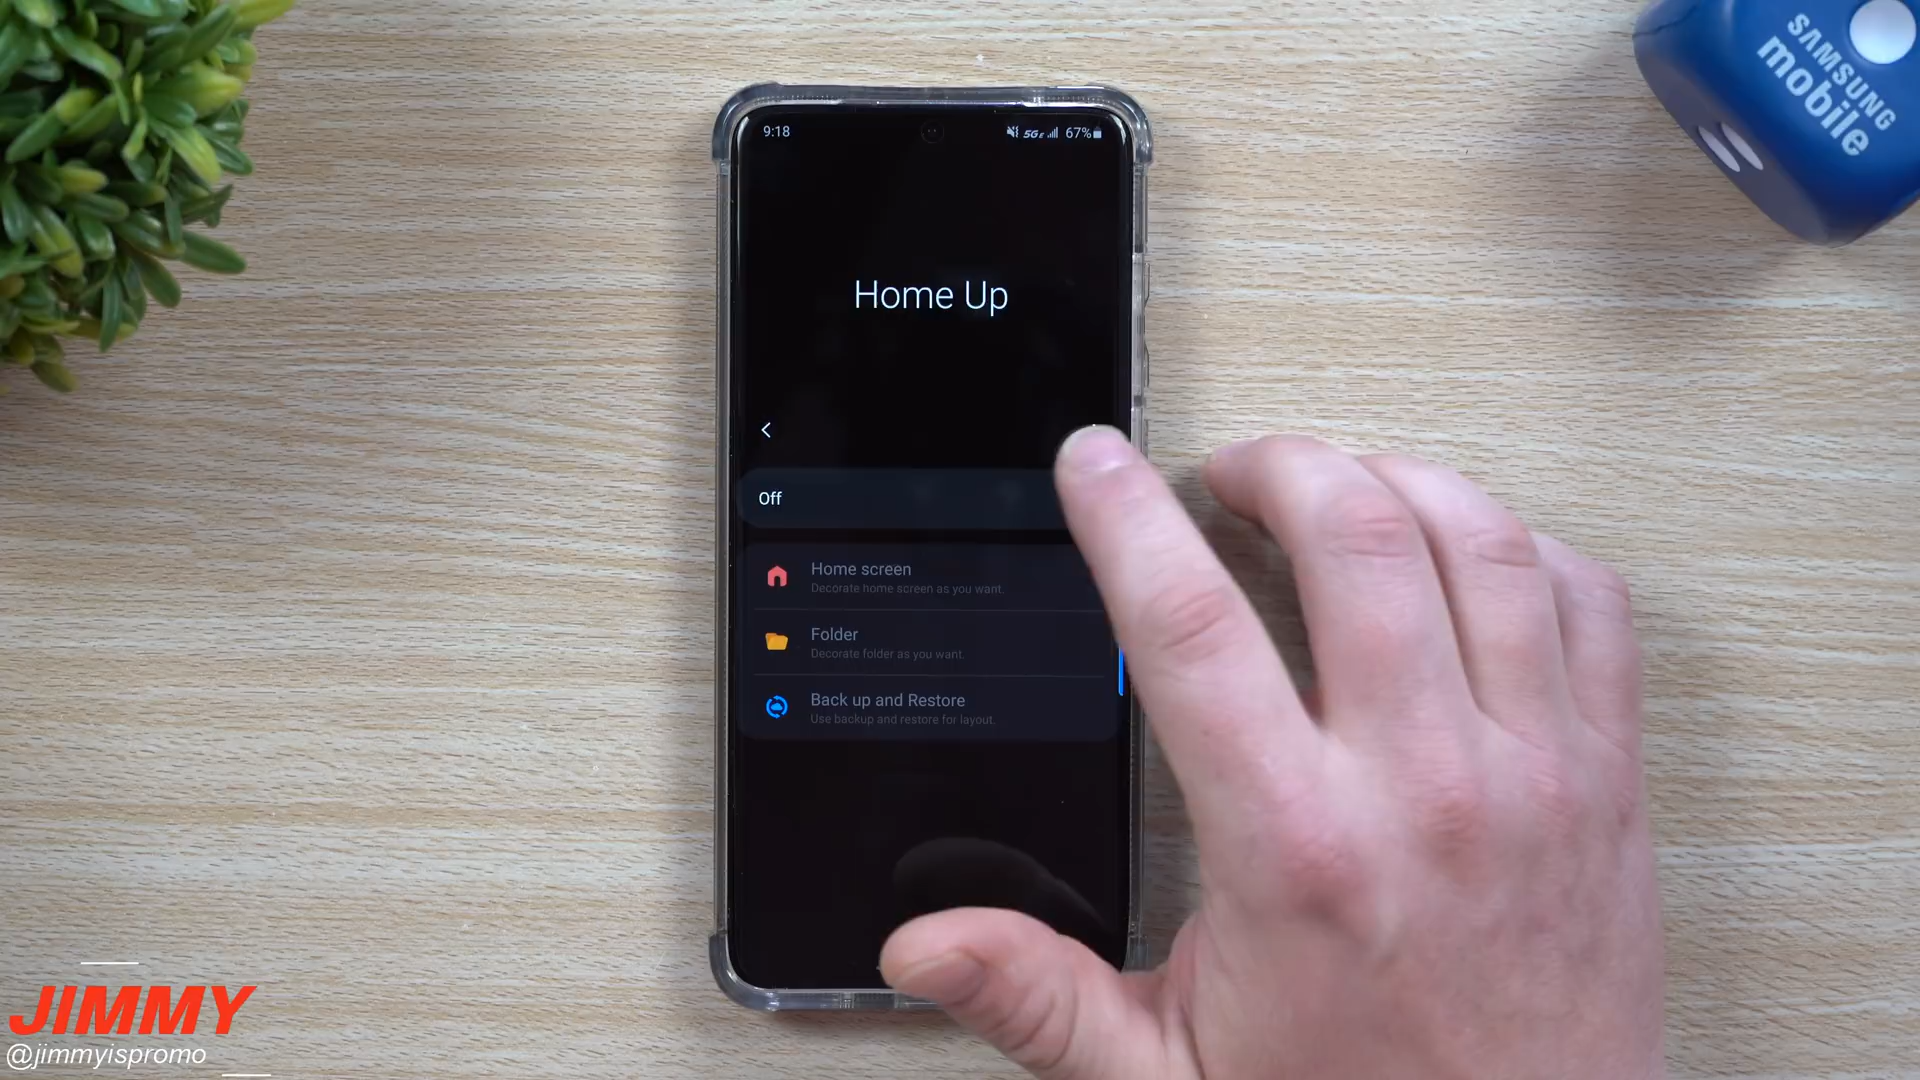 SAMSUNG
mobile
9:18
5GE
67%
Home Up
Off
Home screen
Decorate home screen as you want.
Folder
Decorate folder as you want.
Back up and Restore
Use backup and restore for layout.
JIMMY
@jimmyispromo